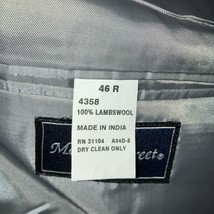 46 R
4358
100% LAMBSWOOL
MADE IN INDIA
RN 31104 A04D-8
DRY CLEAN ONLY